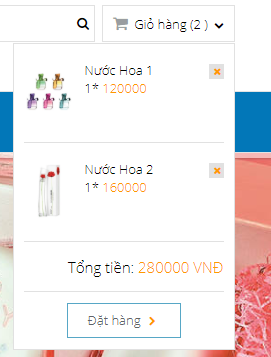 Giỏ hàng (2 )
Nước Hoa 1
1* 120000
Nước Hoa 2
1* 160000
Tổng tiền: 280000 VNĐ
Đặt hàng